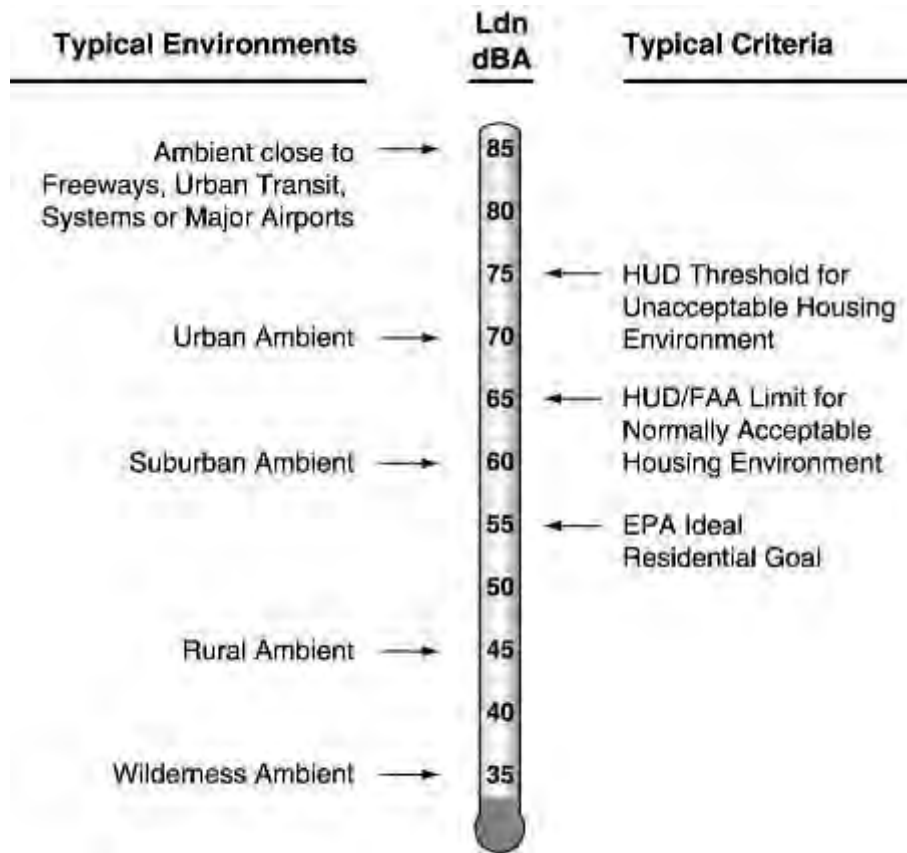 Typical Environments
Ldn
dBA
Typical Criteria
Ambient close to
Freeways, Urban Transit,
Systems or Major Airports
85
80
75
HUD Threshold for
Unacceptable Housing
Environment
Urban Ambient
70
65
HUD/FAA Limit for
Normally Acceptable
Housing Environment
Suburban Ambient
60
55
EPA Ideal
Residential Goal
50
Rural Ambient
45
40
Wilderness Ambient
35